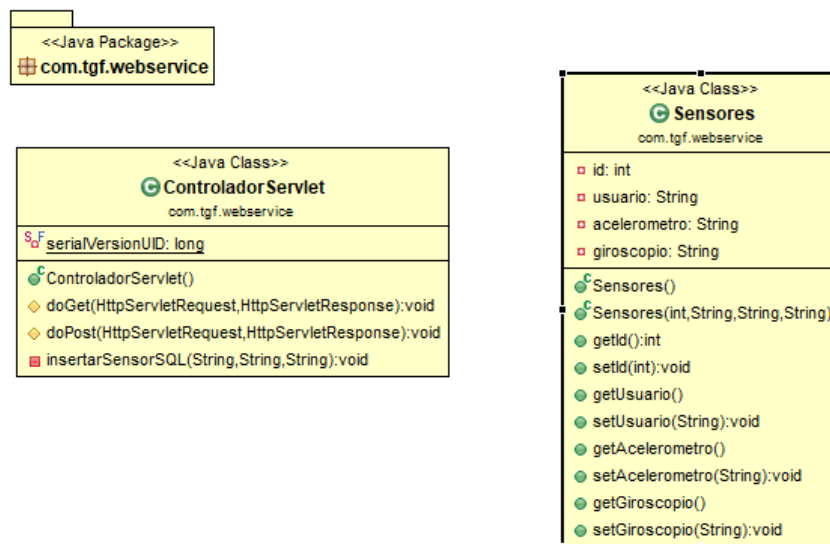 <<Java Package>>
com.tgf.webservice
<<Java Class>>
ControladorServlet
com.tgf.webservice
SF serialVersionUID: long
C ControladorServlet()
doGet(HttpServletRequest,HttpServletResponse):void
doPost(HttpServletRequest,HttpServletResponse):void
insertarSensorSQL(String,String,String):void
<<Java Class>>
C Sensores
com.tgf.webservice
id: int
usuario: String
acelerometro: String
giroscopio: String
C Sensores()
C Sensores(int,String,String,String)
getId():int
setId(int):void
getUsuario()
setUsuario(String):void
getAcelerometro()
setAcelerometro(String):void
getGiroscopio()
setGiroscopio(String):void